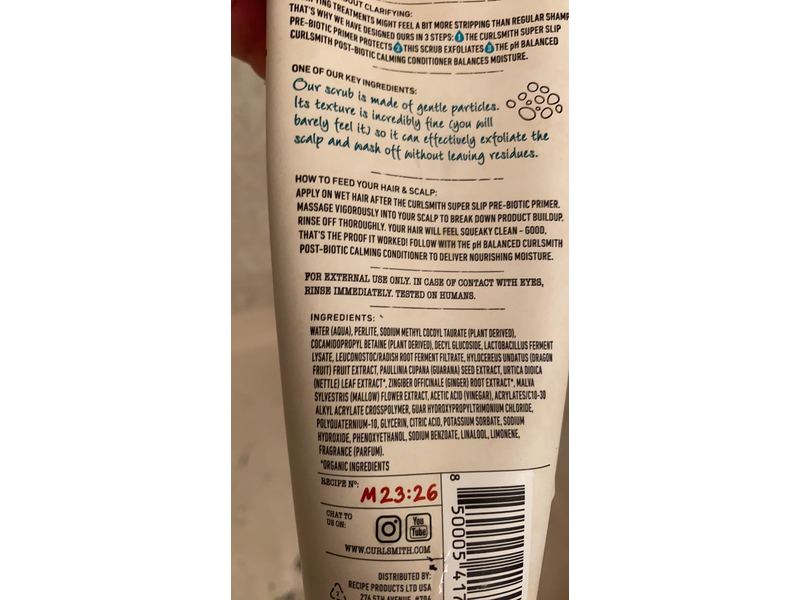 OUT CLARIFYING:
FYING TREATMENTS MIGHT FEEL A BIT MORE STRIPPING THAN REGULAR SHAMP
THAT'S WHY WE HAVE DESIGNED OURS IN 3 STEPS: 1 THE CURLSMITH SUPER SLIP
PRE-BIOTIC PRIMER PROTECTS 2 THIS SCRUB EXFOLIATES 3 THE pH BALANCED
CURLSMITH POST-BIOTIC CALMING CONDITIONER BALANCES MOISTURE.
ONE OF OUR KEY INGREDIENTS:
Our scrub is made of gentle particles.
Its texture is incredibly fine (you will
barely feel it) so it can effectively exfoliate the
scalp and wash off without leaving residues.
HOW TO FEED YOUR HAIR & SCALP:
APPLY ON WET HAIR AFTER THE CURLSMITH SUPER SLIP PRE-BIOTIC PRIMER.
MASSAGE VIGOROUSLY INTO YOUR SCALP TO BREAK DOWN PRODUCT BUILDUP.
RINSE OFF THOROUGHLY. YOUR HAIR WILL FEEL SQUEAKY CLEAN - GOOD,
THAT'S THE PROOF IT WORKED! FOLLOW WITH THE pH BALANCED CURLSMITH
POST-BIOTIC CALMING CONDITIONER TO DELIVER NOURISHING MOISTURE.
FOR EXTERNAL USE ONLY. IN CASE OF CONTACT WITH EYES,
RINSE IMMEDIATELY. TESTED ON HUMANS.
INGREDIENTS:
WATER (AQUA), PERLITE, SODIUM METHYL COCOYL TAURATE (PLANT DERIVED),
COCAMIDOPROPYL BETAINE (PLANT DERIVED), DECYL GLUCOSIDE, LACTOBACILLUS FERMENT
LYSATE, LEUCONOSTOC/RADISH ROOT FERMENT FILTRATE, HYLOCEREUS UNDATUS (DRAGON
FRUIT) FRUIT EXTRACT, PAULLINIA CUPANA (GUARANA) SEED EXTRACT, URTICA DIOICA
(NETTLE) LEAF EXTRACT*, ZINGIBER OFFICINALE (GINGER) ROOT EXTRACT*, MALVA
SYLVESTRIS (MALLOW) FLOWER EXTRACT, ACETIC ACID (VINEGAR), ACRYLATES/C10-30
ALKYL ACRYLATE CROSSPOLYMER, GUAR HYDROXYPROPYLTRIMONIUM CHLORIDE,
POLYQUATERNIUM-10, GLYCERIN, CITRIC ACID, POTASSIUM SORBATE, SODIUM
HYDROXIDE, PHENOXYETHANOL, SODIUM BENZOATE, LINALOOL, LIMONENE,
FRAGRANCE (PARFUM).
*ORGANIC INGREDIENTS
RECIPE Nº:
M23:26
CHAT TO
US ON:
You
Tube
WWW.CURLSMITH.COM
DISTRIBUTED BY:
RECIPE PRODUCTS LTD USA
8 50005 41